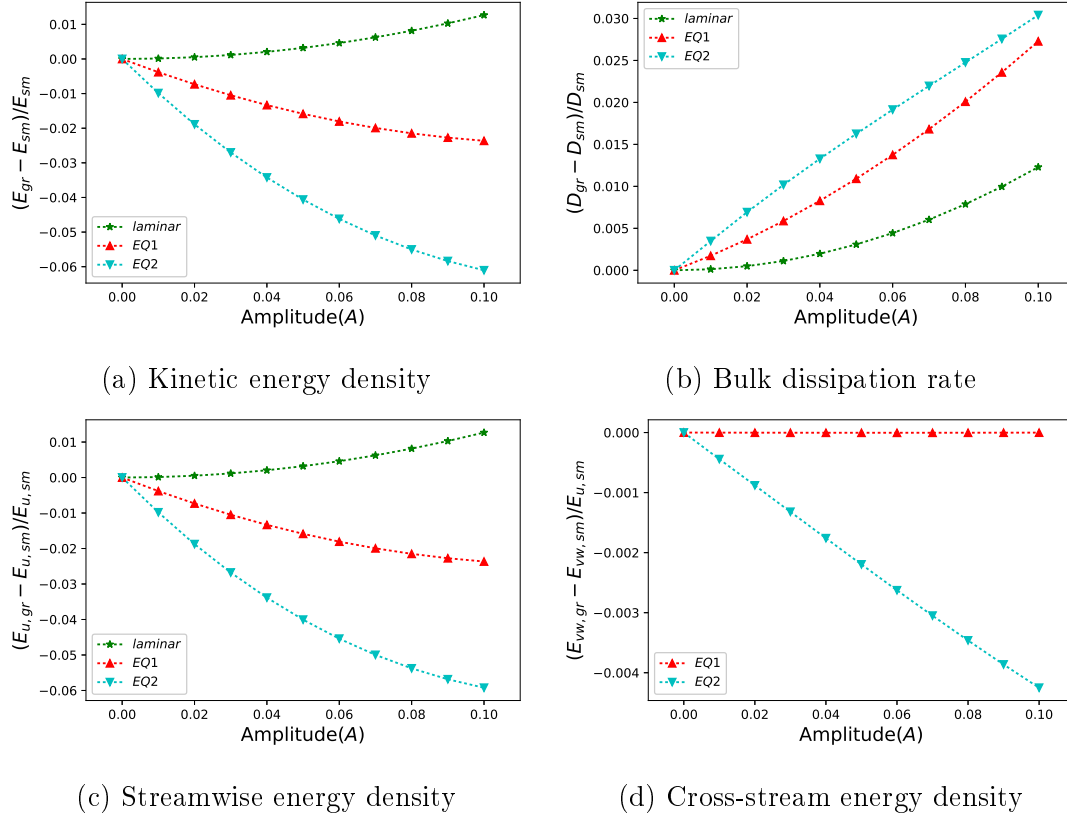 0.01
0.00
−0.01
−0.02
−0.03
−0.04
−0.05
−0.06
(E_gr − E_sm)/E_sm
laminar
EQ1
EQ2
0.00 0.02 0.04 0.06 0.08 0.10
Amplitude(A)
(a) Kinetic energy density
0.030
0.025
0.020
0.015
0.010
0.005
0.000
(D_gr − D_sm)/D_sm
laminar
EQ1
EQ2
0.00 0.02 0.04 0.06 0.08 0.10
Amplitude(A)
(b) Bulk dissipation rate
0.01
0.00
−0.01
−0.02
−0.03
−0.04
−0.05
−0.06
(E_u,gr − E_u,sm)/E_u,sm
laminar
EQ1
EQ2
0.00 0.02 0.04 0.06 0.08 0.10
Amplitude(A)
(c) Streamwise energy density
0.000
−0.001
−0.002
−0.003
−0.004
(E_vw,gr − E_vw,sm)/E_u,sm
EQ1
EQ2
0.00 0.02 0.04 0.06 0.08 0.10
Amplitude(A)
(d) Cross-stream energy density